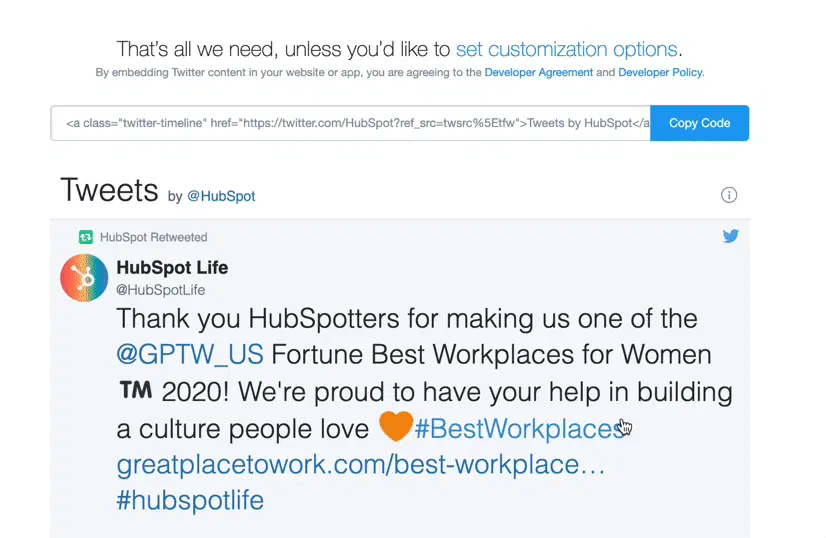 That's all we need, unless you'd like to set customization options.
By embedding Twitter content in your website or app, you are agreeing to the Developer Agreement and Developer Policy.
<a class="twitter-timeline" href="https://twitter.com/HubSpot?ref_src=twsrc%5Etfw">Tweets by HubSpot</a
Copy Code
Tweets by @HubSpot
HubSpot Retweeted
HubSpot Life
@HubSpotLife
Thank you HubSpotters for making us one of the
@GPTW_US Fortune Best Workplaces for Women
™ 2020! We're proud to have your help in building
a culture people love 🧡#BestWorkplaces
greatplacetowork.com/best-workplace…
#hubspotlife